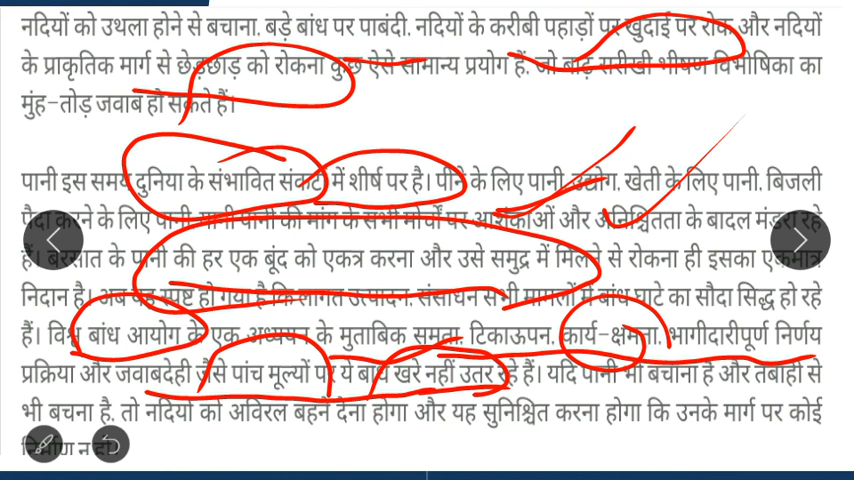 नदियों को उथला होने से बचाना, बड़े बांध पर पाबंदी, नदियों के करीबी पहाड़ों पर खुदाई पर रोक और नदियों
के प्राकृतिक मार्ग से छेड़छाड़ को रोकना कुछ ऐसे सामान्य प्रयोग हैं, जो बाढ़ सरीखी भीषण विभीषिका का
मुंह-तोड़ जवाब हो सकते हैं।
पानी इस समय दुनिया के संभावित संकट में शीर्ष पर है। पीने के लिए पानी, उद्योग, खेती के लिए पानी, बिजली
पैदा करने के लिए पानी, यानी पानी की मांग के सभी मोर्चों पर आशंकाओं और अनिश्चितता के बादल मंडरा रहे
हैं। बरसात के पानी की हर एक बूंद को एकत्र करना और उसे समुद्र में मिलने से रोकना ही इसका एकमात्र
निदान है। अब यह स्पष्ट हो गया है कि लागत उत्पादन, संसाधन सभी मामलों में बांध घाटे का सौदा सिद्ध हो रहे
हैं। विश्व बांध आयोग के एक अध्ययन के मुताबिक समता, टिकाऊपन, कार्य-क्षमता, भागीदारीपूर्ण निर्णय
प्रक्रिया और जवाबदेही जैसे पांच मूल्यों पर ये बांध खरे नहीं उतर रहे हैं। यदि पानी भी बचाना है और तबाही से
भी बचना है, तो नदियों को अविरल बहने देना होगा और यह सुनिश्चित करना होगा कि उनके मार्ग पर कोई
निर्माण न हो।